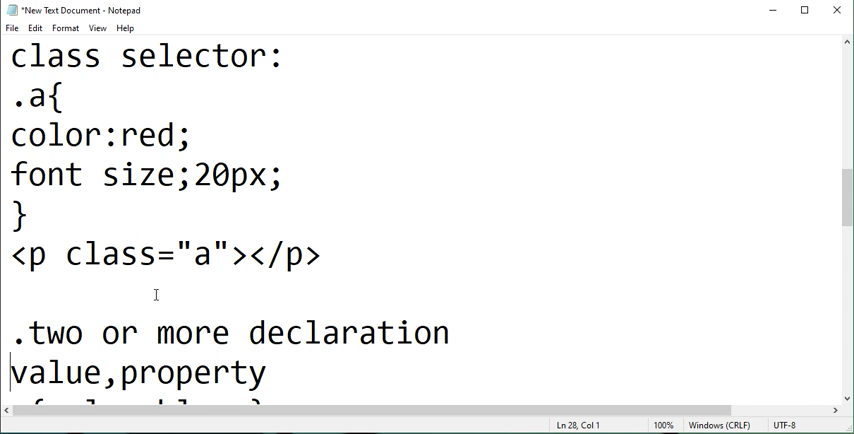 *New Text Document - Notepad
File Edit Format View Help
class selector:
.a{
color:red;
font size;20px;
}
<p class="a"></p>
.two or more declaration
value,property
Ln 28, Col 1 100% Windows (CRLF) UTF-8